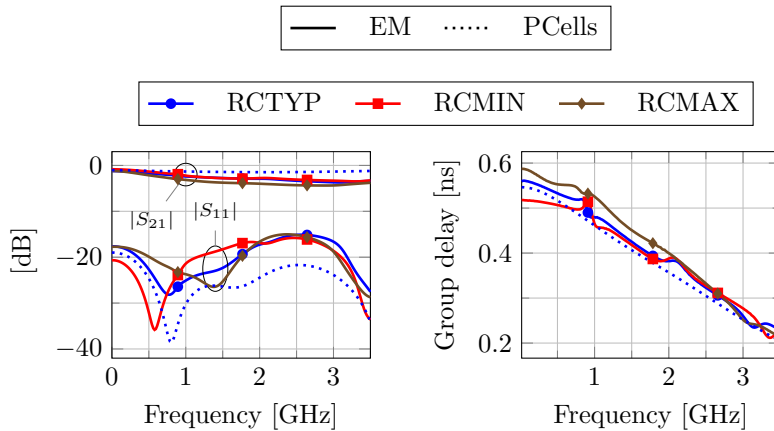 EM PCells
RCTYP RCMIN RCMAX
0
−20
−40
[dB]
|S21|
|S11|
0 1 2 3
Frequency [GHz]
0.6
0.4
0.2
Group delay [ns]
1 2 3
Frequency [GHz]